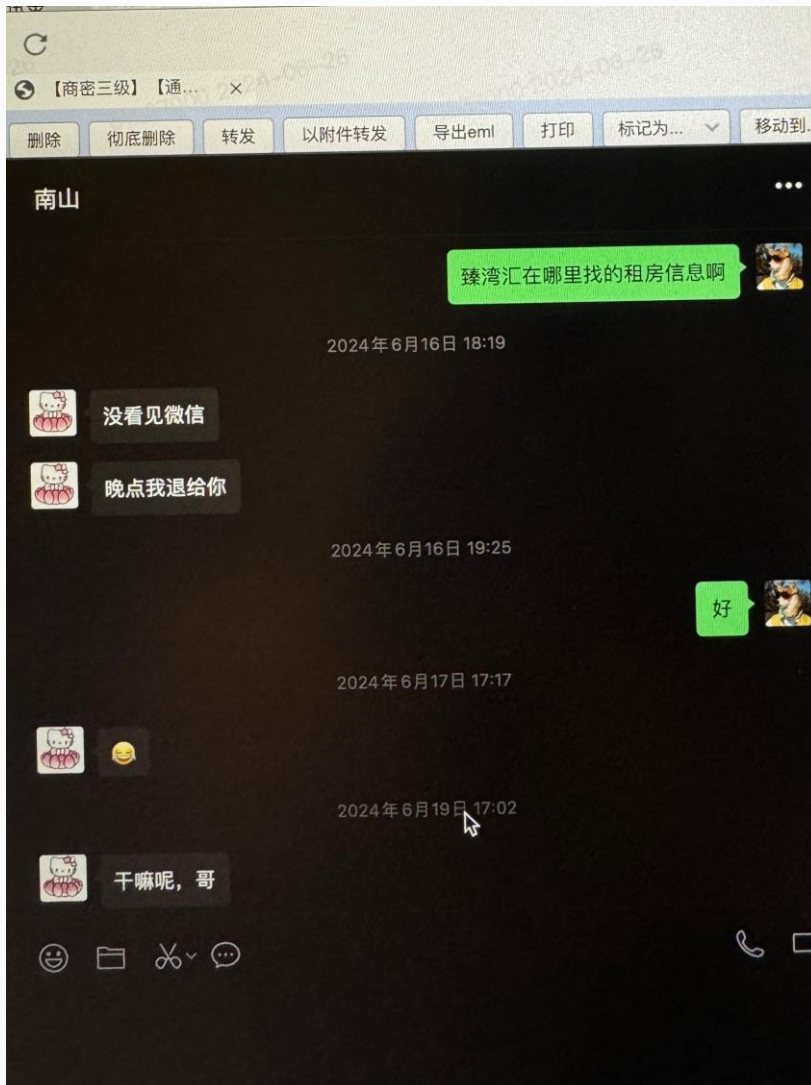 【商密三级】【通...
删除 彻底删除 转发 以附件转发 导出eml 打印 标记为... 移动到...
南山
臻湾汇在哪里找的租房信息啊
2024年6月16日 18:19
没看见微信
晚点我退给你
2024年6月16日 19:25
好
2024年6月17日 17:17
😂
2024年6月19日 17:02
干嘛呢，哥